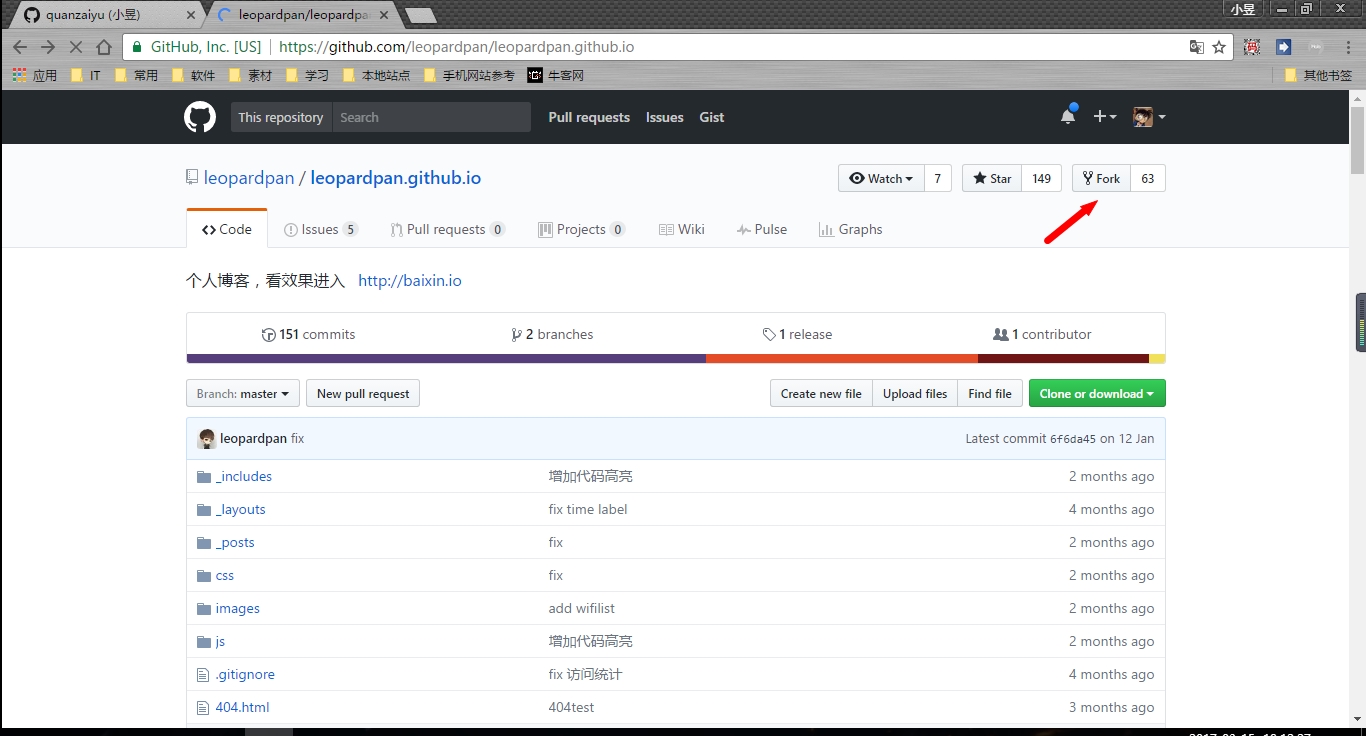 quanzaiyu (小昱)
leopardpan/leopardpa
小昱
GitHub, Inc. [US] https://github.com/leopardpan/leopardpan.github.io
应用 IT 常用 软件 素材 学习 本地站点 手机网站参考 牛客网 其他书签
This repository Search Pull requests Issues Gist
leopardpan / leopardpan.github.io
Watch 7 Star 149 Fork 63
Code Issues 5 Pull requests 0 Projects 0 Wiki Pulse Graphs
个人博客，看效果进入 http://baixin.io
151 commits 2 branches 1 release 1 contributor
Branch: master New pull request Create new file Upload files Find file Clone or download
leopardpan fix Latest commit 6f6da45 on 12 Jan
_includes 增加代码高亮 2 months ago
_layouts fix time label 4 months ago
_posts fix 2 months ago
css fix 2 months ago
images add wifilist 2 months ago
js 增加代码高亮 2 months ago
.gitignore fix 访问统计 4 months ago
404.html 404test 3 months ago